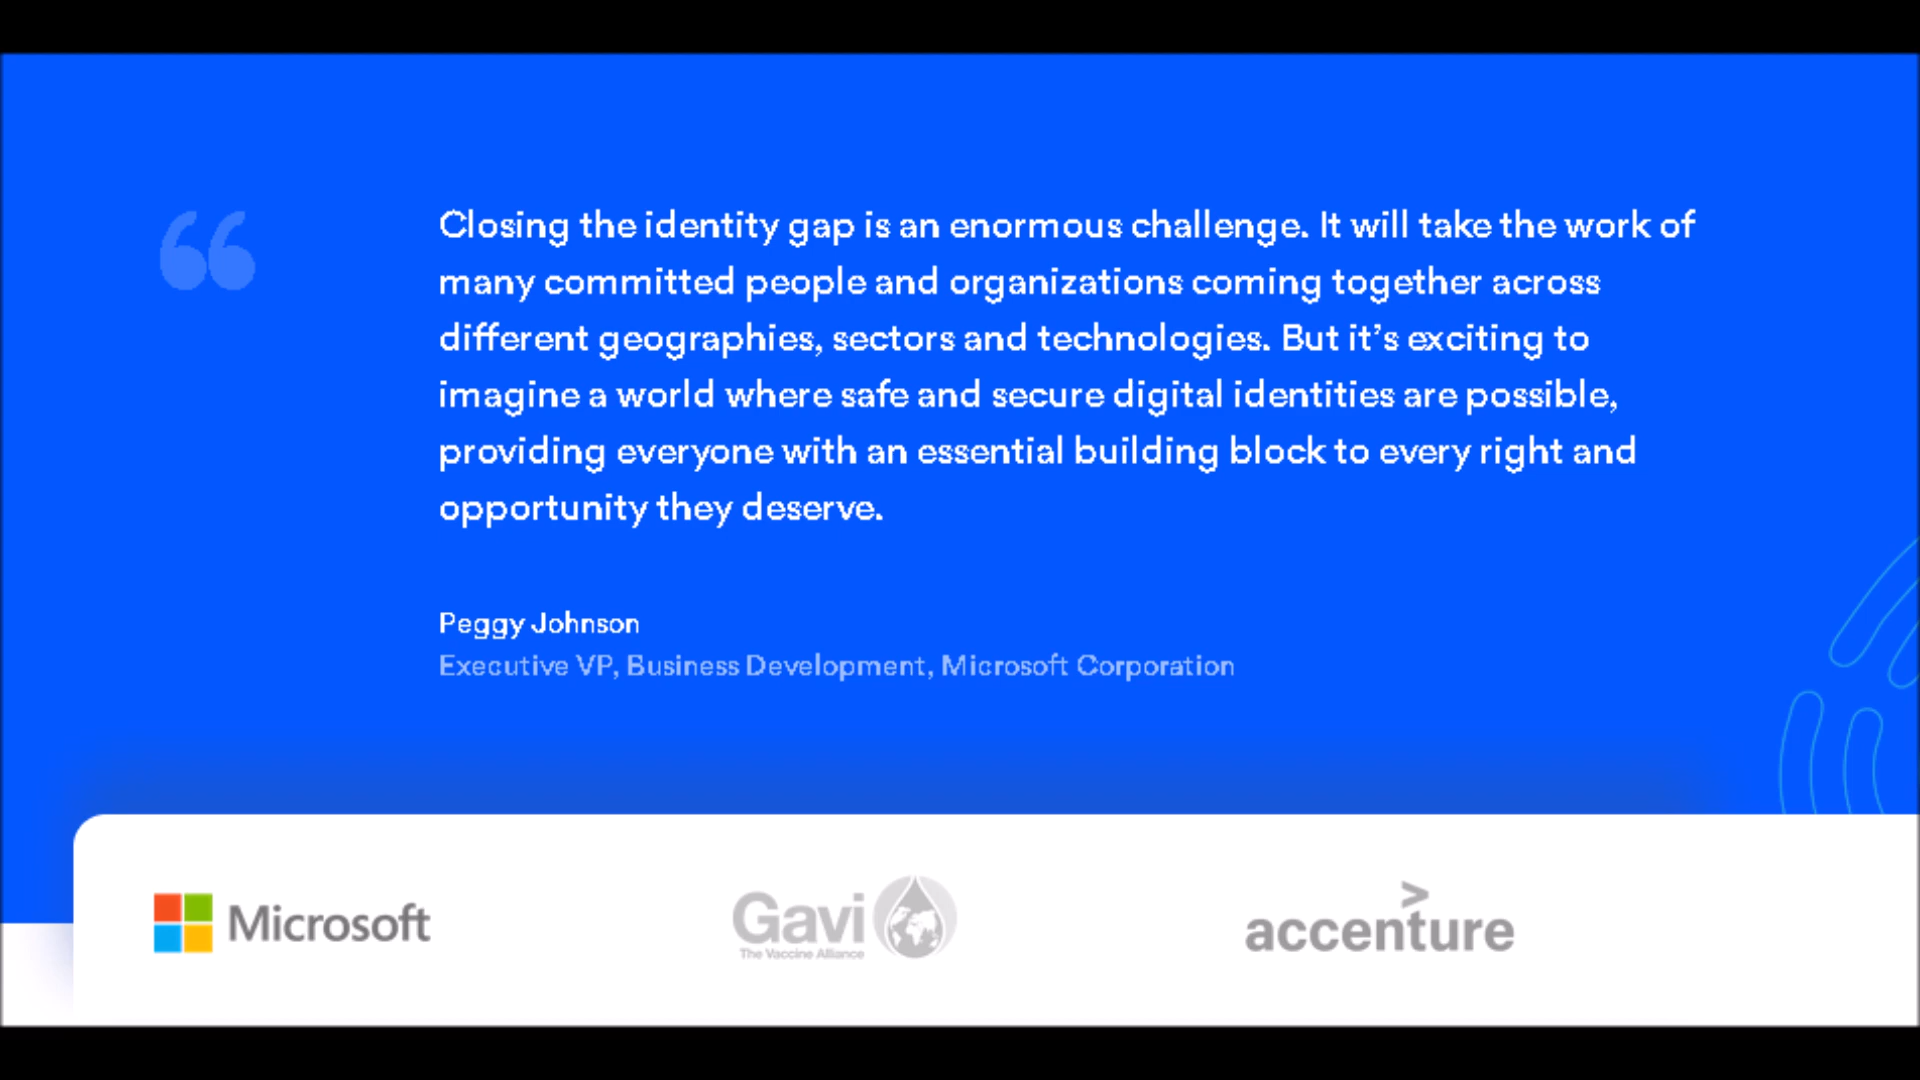 Closing the identity gap is an enormous challenge. It will take the work of
many committed people and organizations coming together across
different geographies, sectors and technologies. But it’s exciting to
imagine a world where safe and secure digital identities are possible,
providing everyone with an essential building block to every right and
opportunity they deserve.
Peggy Johnson
Executive VP, Business Development, Microsoft Corporation
Microsoft
Gavi
The Vaccine Alliance
accenture